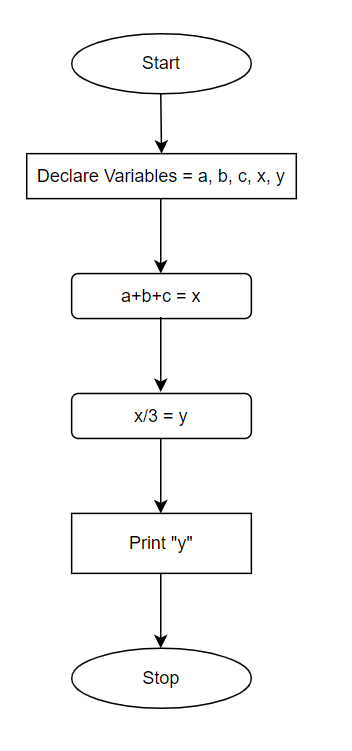 Start
Declare Variables = a, b, c, x, y
a+b+c = x
x/3 = y
Print "y"
Stop